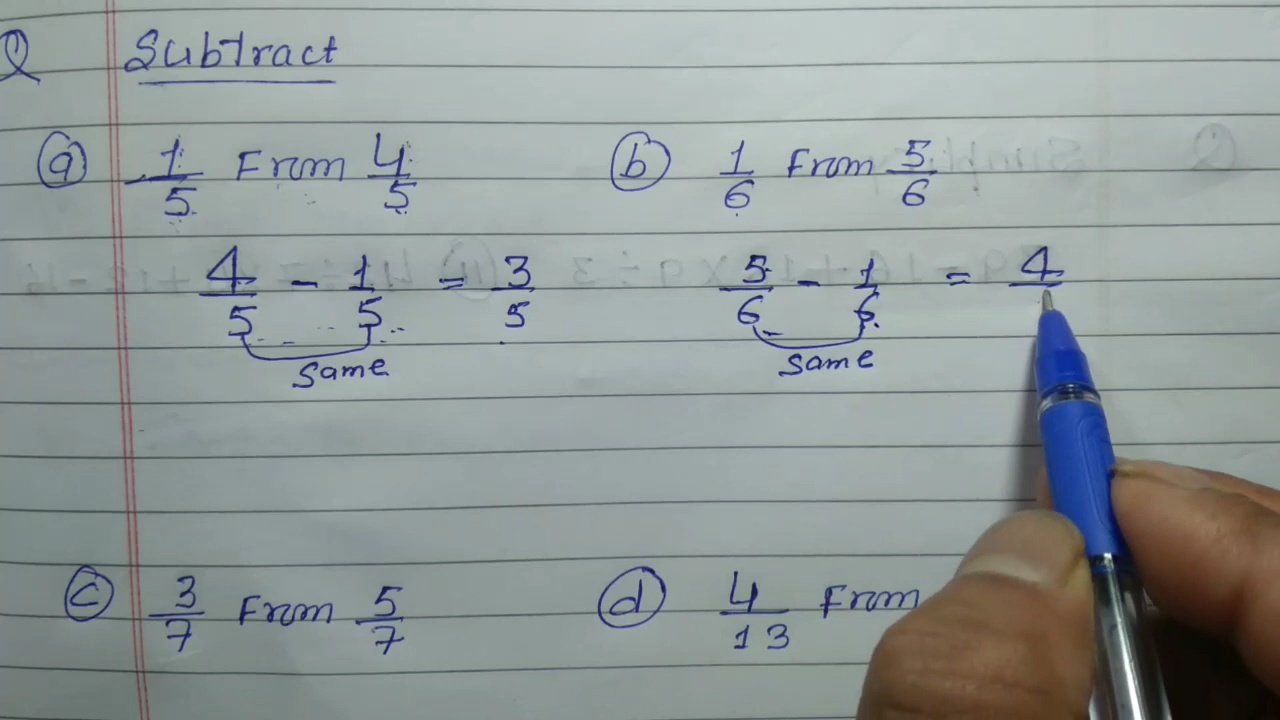 Q Subtract
(a) 1/5 From 4/5 (b) 1/6 From 5/6
4/5 - 1/5 = 3/5 5/6 - 1/6 = 4
Same Same
(c) 3/7 From 5/7 (d) 4/13 From